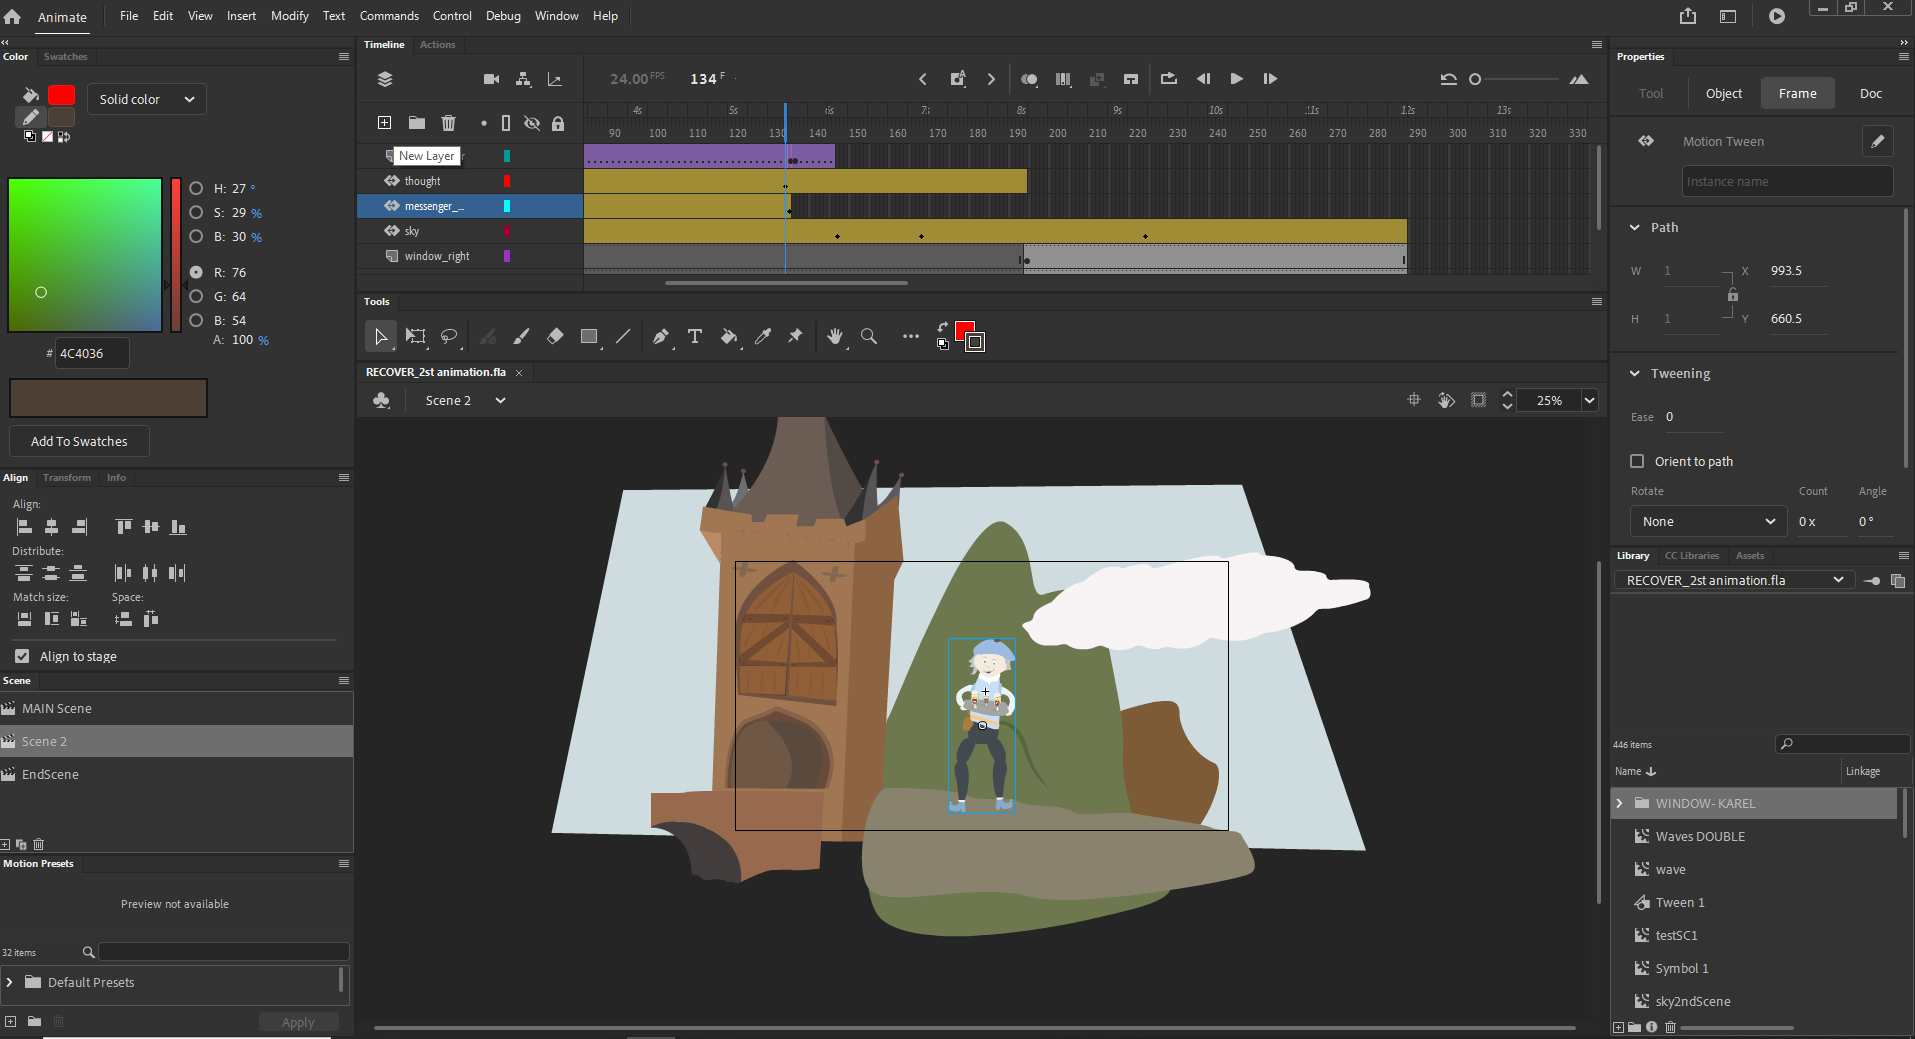 Animate File Edit View Insert Modify Text Commands Control Debug Window Help
Color Swatches
Solid color
H: 27 °
S: 29 %
B: 30 %
R: 76
G: 64
B: 54
A: 100 %
# 4C4036
Add To Swatches
Align Transform Info
Align:
Distribute:
Match size: Space:
Align to stage
Scene
MAIN Scene
Scene 2
EndScene
Motion Presets
Preview not available
32 items
Default Presets
Apply
Timeline Actions
24.00 FPS 134 F
4s 5s 6s 7s 8s 9s 10s 11s 12s 13s
90 100 110 120 130 140 150 160 170 180 190 200 210 220 230 240 250 260 270 280 290 300 310 320 330
New Layer
thought
messenger_...
sky
window_right
Tools
RECOVER_2st animation.fla ×
Scene 2
25%
Properties
Tool Object Frame Doc
Motion Tween
Instance name
Path
W 1 X 993.5
H 1 Y 660.5
Tweening
Ease 0
Orient to path
Rotate Count Angle
None 0 x 0 °
Library CC Libraries Assets
RECOVER_2st animation.fla
446 items
Name Linkage
WINDOW- KAREL
Waves DOUBLE
wave
Tween 1
testSC1
Symbol 1
sky2ndScene